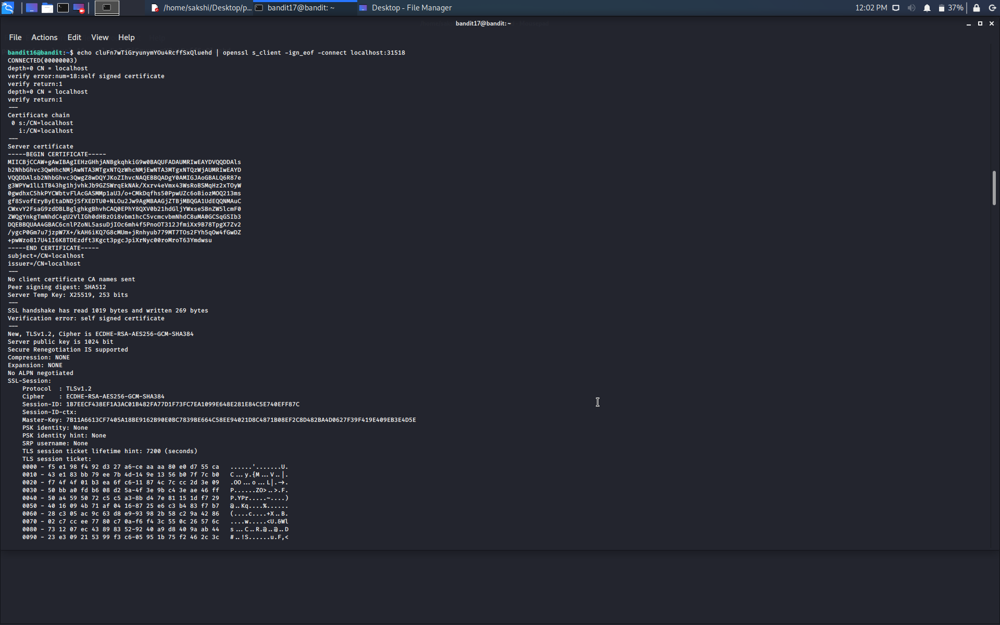 /home/sakshi/Desktop/p...
bandit17@bandit: ~
Desktop - File Manager
12:02 PM
37%
bandit17@bandit: ~
File Actions Edit View Help
bandit16@bandit:~$ echo cluFn7wTiGryunymYOu4RcffSxQluehd | openssl s_client -ign_eof -connect localhost:31518
CONNECTED(00000003)
depth=0 CN = localhost
verify error:num=18:self signed certificate
verify return:1
depth=0 CN = localhost
verify return:1
---
Certificate chain
 0 s:/CN=localhost
   i:/CN=localhost
---
Server certificate
-----BEGIN CERTIFICATE-----
MIICBjCCAW+gAwIBAgIEHzGHhjANBgkqhkiG9w0BAQUFADAUMRIwEAYDVQQDDAls
b2NhbGhvc3QwHhcNMjAwNTA3MTgxNTQzWhcNMjEwNTA3MTgxNTQzWjAUMRIwEAYD
VQQDDAlsb2NhbGhvc3QwgZ8wDQYJKoZIhvcNAQEBBQADgY0AMIGJAoGBALQ6R87e
g3WPYw1lL1TB43hg1hjvhkJb9GZSWrqEkNAk/Xxrv4eVmx43WsRoBSMqHz2xTOyW
0gwdhxC5hkPYCWbtvFlAcGASMMp1aU3/o+CMkDqfhs50PpwUZc6oBiozMOQ213ms
gf8SvofEryByEtaDNDjSfXEDTU0+NLOu2Jw9AgMBAAGjZTBjMBQGA1UdEQQNMAuC
CWxvY2FsaG9zdDBLBglghkgBhvhCAQ0EPhY8QXV0b21hdGljYWxseSBnZW5lcmF0
ZWQgYnkgTmNhdC4gU2VlIGh0dHBzOi8vbm1hcC5vcmcvbmNhdC8uMA0GCSqGSIb3
DQEBBQUAA4GBAC6cnlPZoNL5asuDjIOc6mh4f5PnoOT312JfmiXx9B78TpgX7Zv2
/ygcP0Gm7u7jzpW7X+/kAH6iKQ7G8cMUm+jRnhyub779MT7TOs2FYh5qOw4fGwDZ
+pwWzo817U41I6K8TDEzdft3Kgct3pgcJpiXrNyc00roMroT63Ymdwsu
-----END CERTIFICATE-----
subject=/CN=localhost
issuer=/CN=localhost
---
No client certificate CA names sent
Peer signing digest: SHA512
Server Temp Key: X25519, 253 bits
---
SSL handshake has read 1019 bytes and written 269 bytes
Verification error: self signed certificate
---
New, TLSv1.2, Cipher is ECDHE-RSA-AES256-GCM-SHA384
Server public key is 1024 bit
Secure Renegotiation IS supported
Compression: NONE
Expansion: NONE
No ALPN negotiated
SSL-Session:
    Protocol  : TLSv1.2
    Cipher    : ECDHE-RSA-AES256-GCM-SHA384
    Session-ID: 1B7EECF438EF1A3AC01B482FA77D1F73FC7EA1099E648E281E84C5E740EFF87C
    Session-ID-ctx:
    Master-Key: 7B11A6613CF7405A18BE9162B90E0BC7839BE664C58EE94021D8C4871B08EF2C8D482BA4D0627F39F419E409EB3E4D5E
    PSK identity: None
    PSK identity hint: None
    SRP username: None
    TLS session ticket lifetime hint: 7200 (seconds)
    TLS session ticket:
    0000 - f5 e1 98 f4 92 d3 27 a6-ce aa aa 80 e0 d7 55 ca   ......'.......U.
    0010 - 43 e1 83 bb 79 ee 7b 4d-14 9e 13 56 b0 7f 7c b0   C...y.{M...V..|.
    0020 - f7 4f 4f 01 b3 ea 6f c6-11 87 4c 7c cc 2d 3e 09   .OO...o...L|.->.
    0030 - 50 bb a0 fd b6 08 d2 5a-4f 3e 9b c4 3e ae 46 ff   P......ZO>..>.F.
    0040 - 50 a4 59 50 72 c5 c5 a3-8b d4 7e 81 15 1d f7 29   P.YPr.....~....)
    0050 - 40 16 09 4b 71 af 04 16-87 25 e6 c3 b4 83 f7 b7   @..Kq....%......
    0060 - 28 c3 05 ac 9c 63 d8 e9-93 98 2b 58 c2 9a 42 86   (....c....+X..B.
    0070 - 02 c7 cc ee 77 80 c7 0a-f6 f4 3c 55 0c 26 57 6c   ....w.....<U.&Wl
    0080 - 73 12 07 ec 43 89 83 52-92 40 a9 d8 40 9a ab 44   s...C..R.@..@..D
    0090 - 23 e3 09 21 53 99 f3 c6-05 95 1b 75 f2 46 2c 3c   #..!S......u.F,<